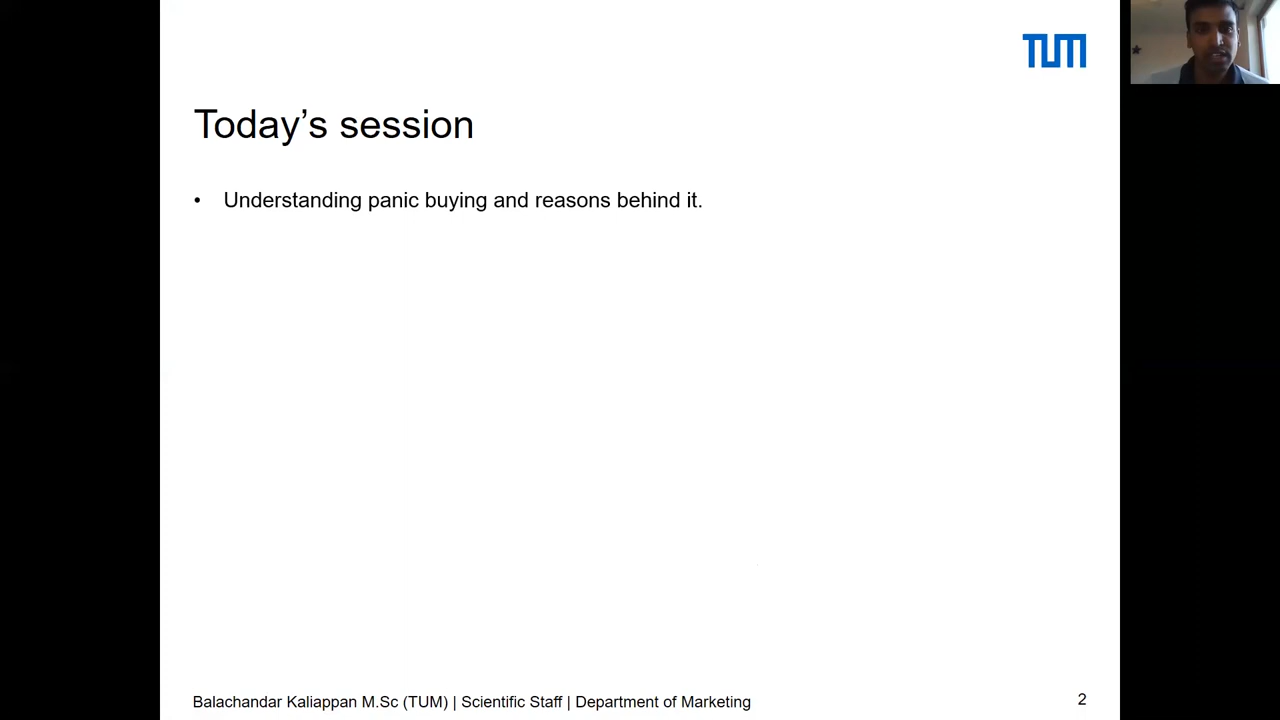 TUM
Today’s session
• Understanding panic buying and reasons behind it.
Balachandar Kaliappan M.Sc (TUM) | Scientific Staff | Department of Marketing
2